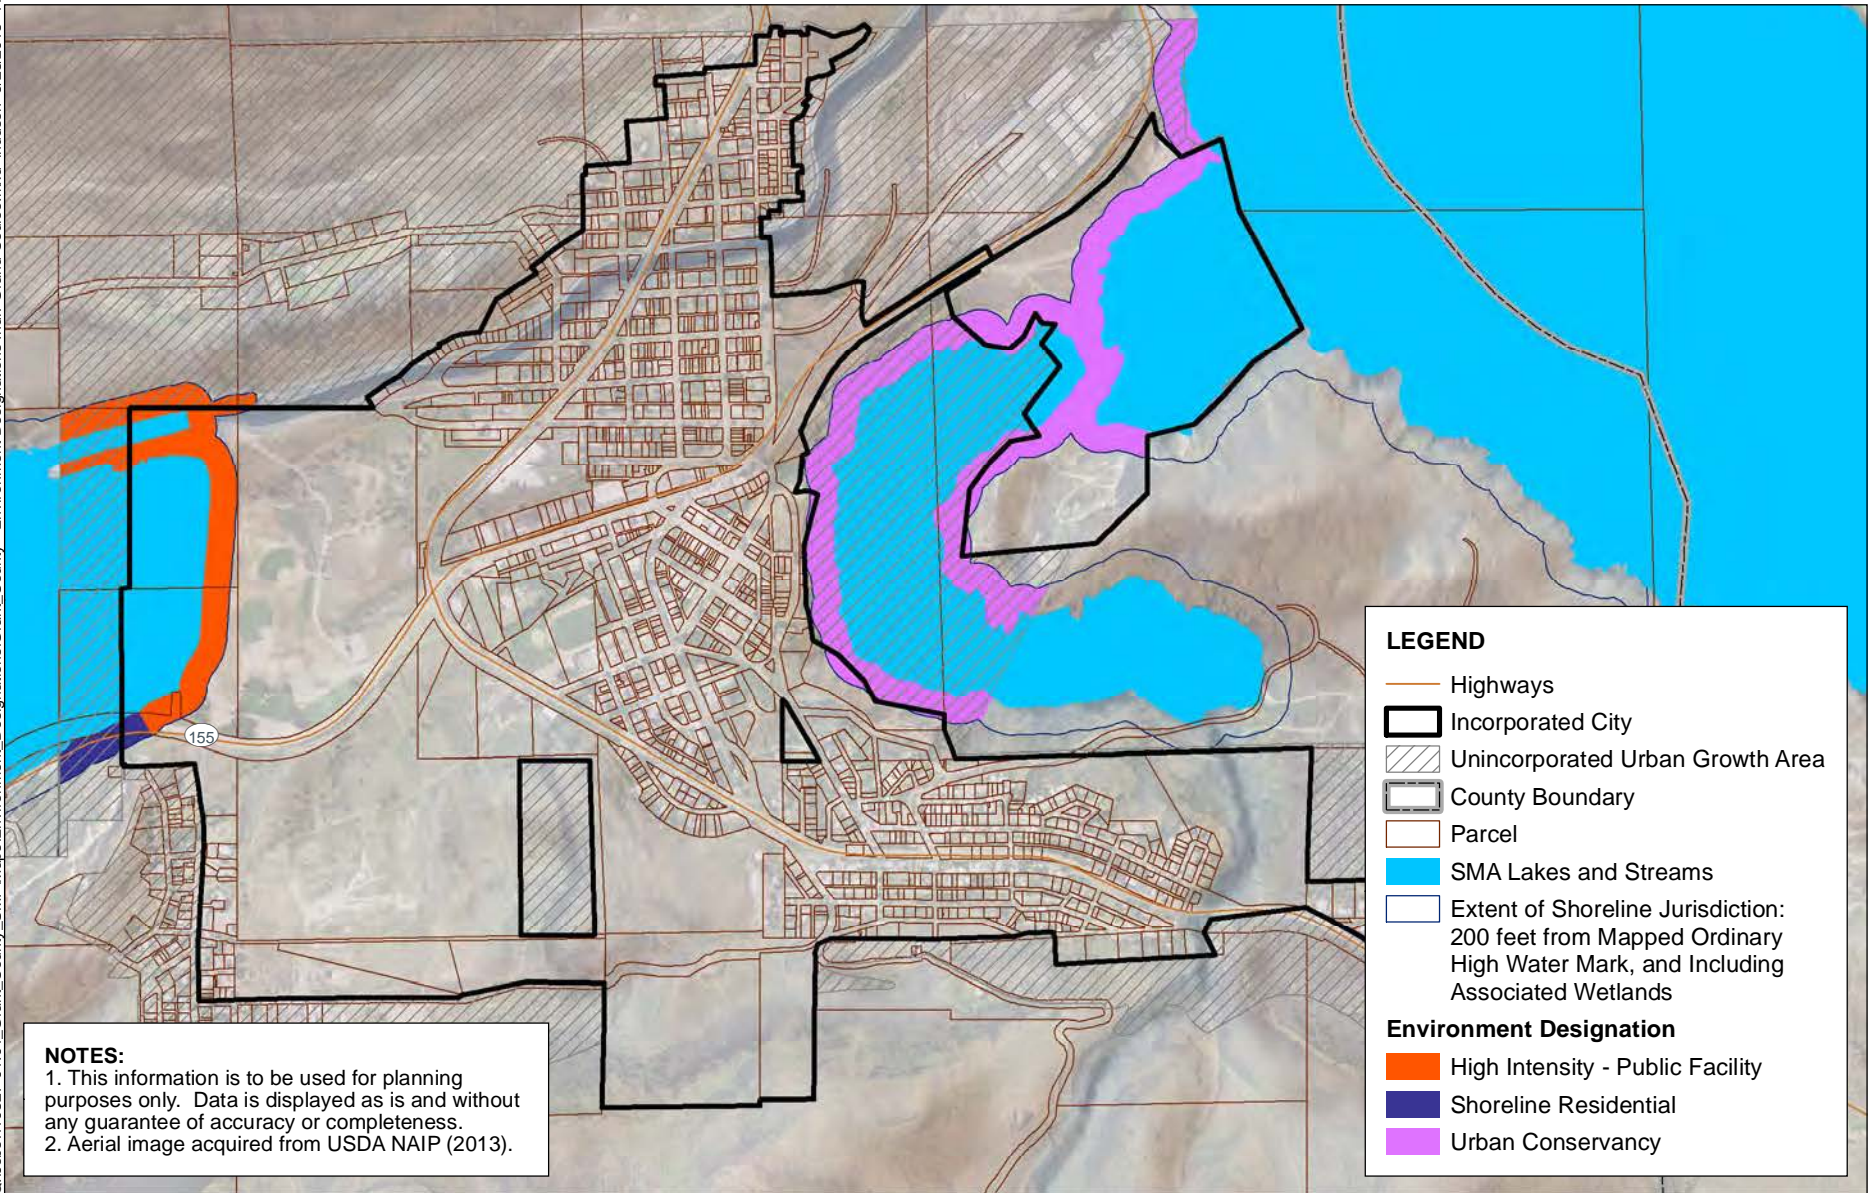 155
LEGEND
Highways
Incorporated City
Unincorporated Urban Growth Area
County Boundary
Parcel
SMA Lakes and Streams
Extent of Shoreline Jurisdiction:
200 feet from Mapped Ordinary
High Water Mark, and Including
Associated Wetlands
Environment Designation
High Intensity - Public Facility
Shoreline Residential
Urban Conservancy
NOTES:
1. This information is to be used for planning
purposes only. Data is displayed as is and without
any guarantee of accuracy or completeness.
2. Aerial image acquired from USDA NAIP (2013).